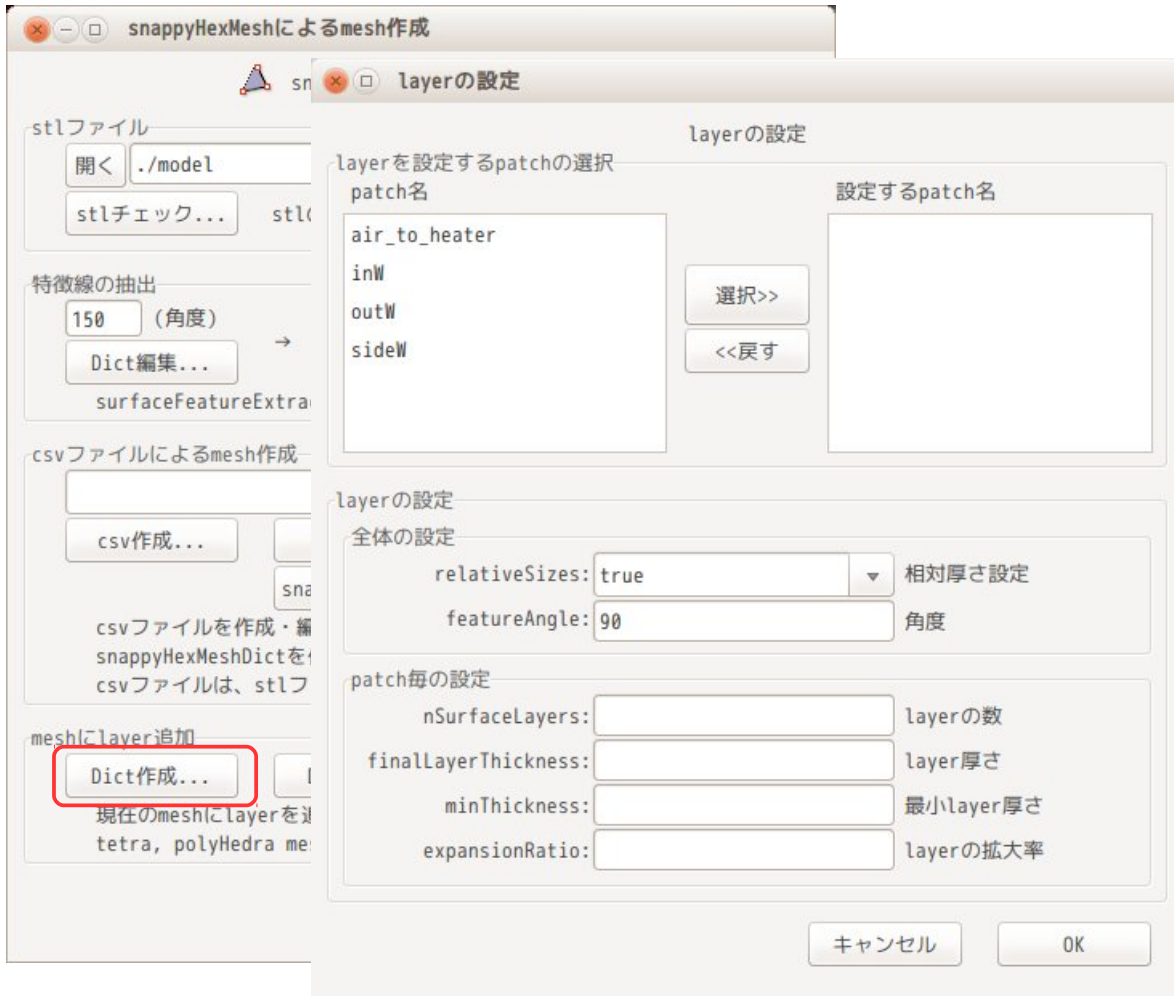 snappyHexMeshによるmesh作成
stlファイル
開く ./model
stlチェック...
特徴線の抽出
150 (角度)
→
Dict編集...
csvファイルによるmesh作成
csv作成...
csvファイルを作成・編
snappyHexMeshDictを
csvファイルは、stlフ
meshにlayer追加
Dict作成...
現在のmeshにlayerを追
tetra, polyHedra
layerの設定
layerの設定
layerを設定するpatchの選択
patch名
air_to_heater
inW
outW
sideW
選択>>
<<戻す
設定するpatch名
layerの設定
全体の設定
relativeSizes: true 相対厚さ設定
featureAngle: 90 角度
patch毎の設定
nSurfaceLayers: layerの数
finalLayerThickness: layer厚さ
minThickness: 最小layer厚さ
expansionRatio: layerの拡大率
キャンセル OK